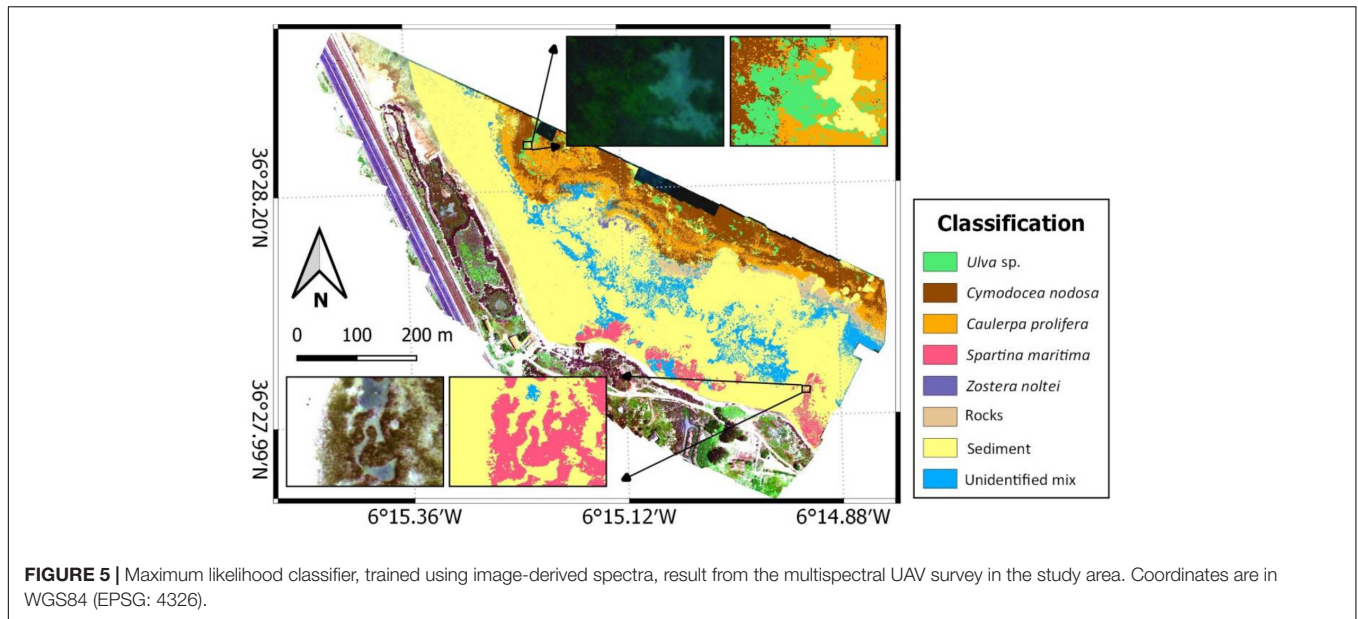 36°28.20'N
36°27.99'N
N
0 100 200 m
6°15.36'W 6°15.12'W 6°14.88'W
Classification
Ulva sp.
Cymodocea nodosa
Caulerpa prolifera
Spartina maritima
Zostera noltei
Rocks
Sediment
Unidentified mix
FIGURE 5 | Maximum likelihood classifier, trained using image-derived spectra, result from the multispectral UAV survey in the study area. Coordinates are in
WGS84 (EPSG: 4326).